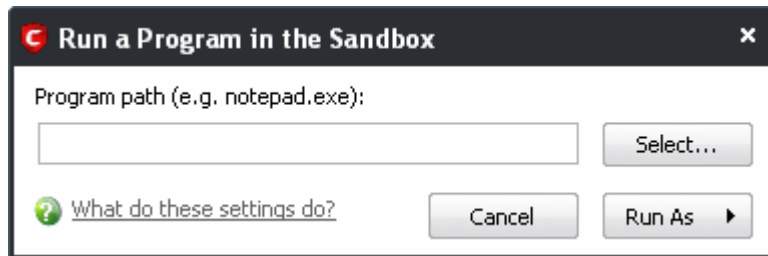 Run a Program in the Sandbox
Program path (e.g. notepad.exe):
Select...
What do these settings do?
Cancel
Run As